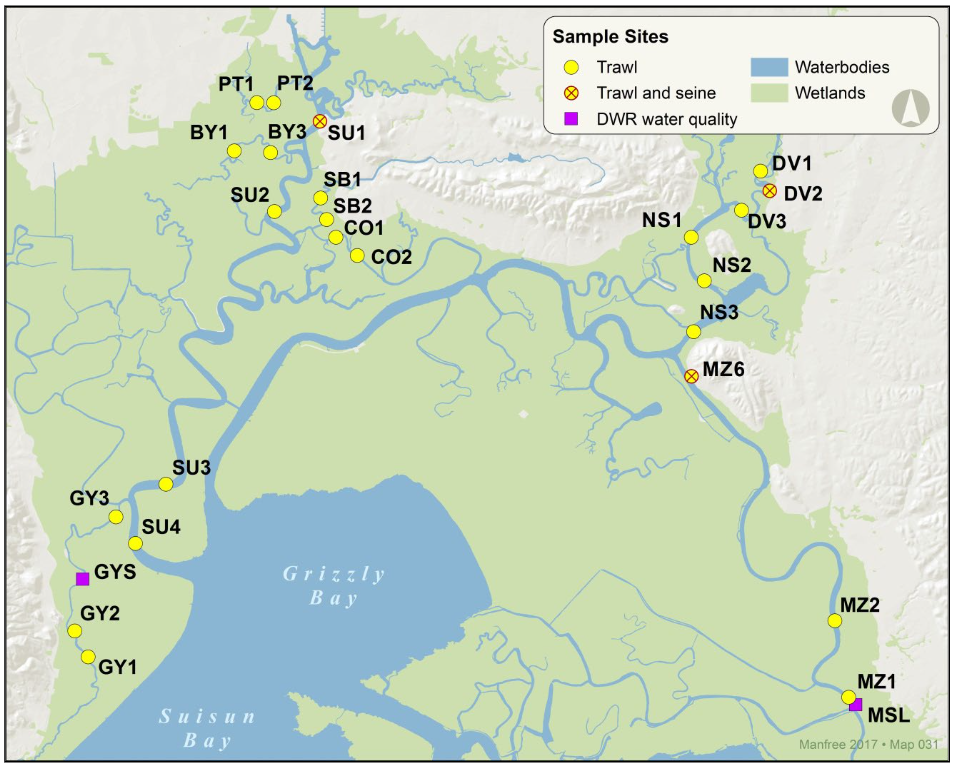 Sample Sites
Trawl
Trawl and seine
DWR water quality
Waterbodies
Wetlands
PT1
PT2
BY1
BY3
SU1
SU2
SB1
SB2
CO1
CO2
DV1
DV2
DV3
NS1
NS2
NS3
MZ6
SU3
GY3
SU4
GYS
GY2
GY1
Grizzly
Bay
Suisun
Bay
MZ2
MZ1
MSL
Manfree 2017 • Map 031